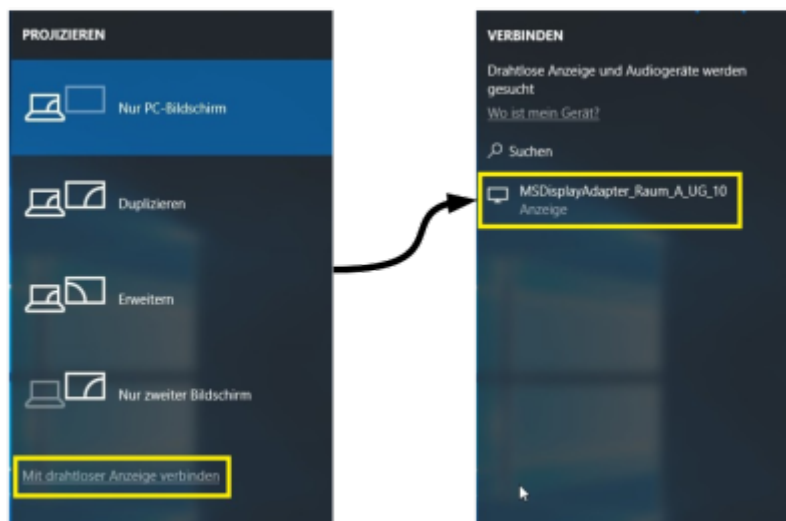 PROJIZIEREN
Nur PC-Bildschirm
Duplizieren
Erweitern
Nur zweiter Bildschirm
Mit drahtloser Anzeige verbinden
VERBINDEN
Drahtlose Anzeige und Audiogeräte werden
gesucht
Wo ist mein Gerät?
Suchen
MSDisplayAdapter_Raum_A_UG_10
Anzeige